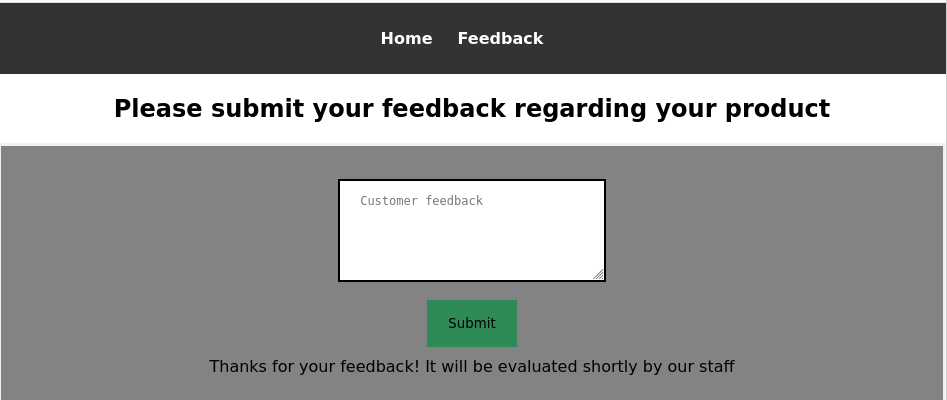 Home Feedback
Please submit your feedback regarding your product
Customer feedback
Submit
Thanks for your feedback! It will be evaluated shortly by our staff